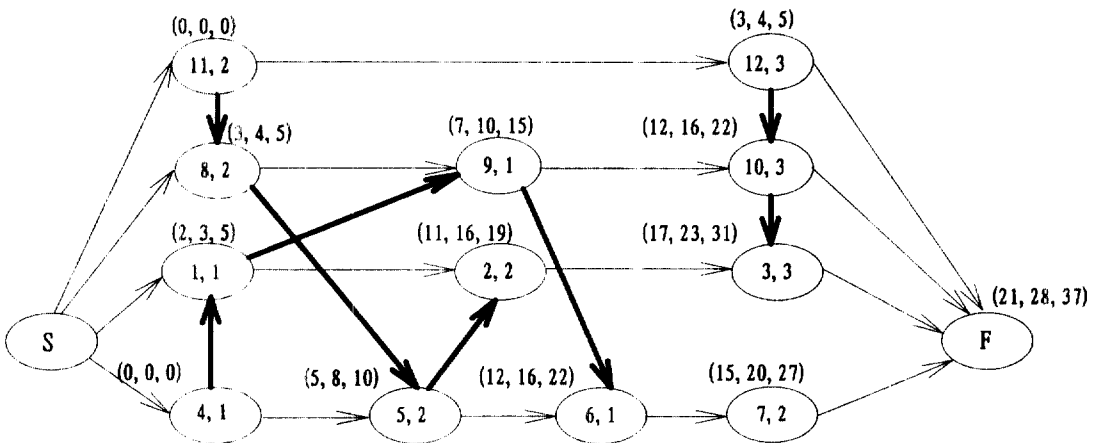 (0, 0, 0) (3, 4, 5)
11, 2 12, 3
(3, 4, 5) (7, 10, 15) (12, 16, 22)
8, 2 9, 1 10, 3
(2, 3, 5) (11, 16, 19) (17, 23, 31)
1, 1 2, 2 3, 3
(21, 28, 37)
S F
(0, 0, 0) (5, 8, 10) (12, 16, 22) (15, 20, 27)
4, 1 5, 2 6, 1 7, 2